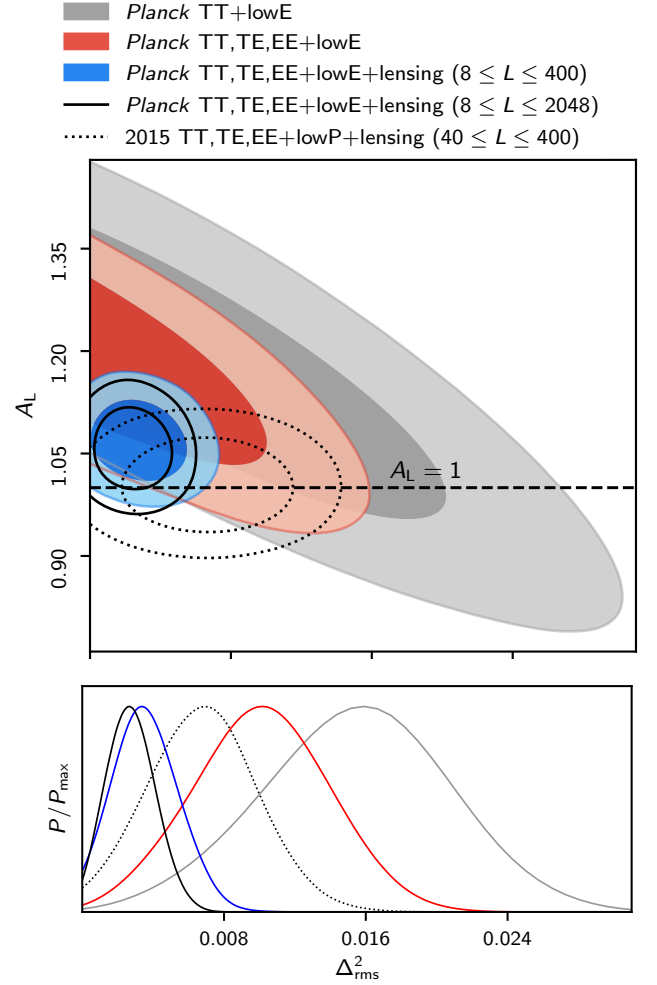 Planck TT+lowE
Planck TT,TE,EE+lowE
Planck TT,TE,EE+lowE+lensing (8 ≤ L ≤ 400)
Planck TT,TE,EE+lowE+lensing (8 ≤ L ≤ 2048)
2015 TT,TE,EE+lowP+lensing (40 ≤ L ≤ 400)
1.35
1.20
1.05
0.90
A_L
A_L = 1
P/P_max
0.008 0.016 0.024
Δ²_rms